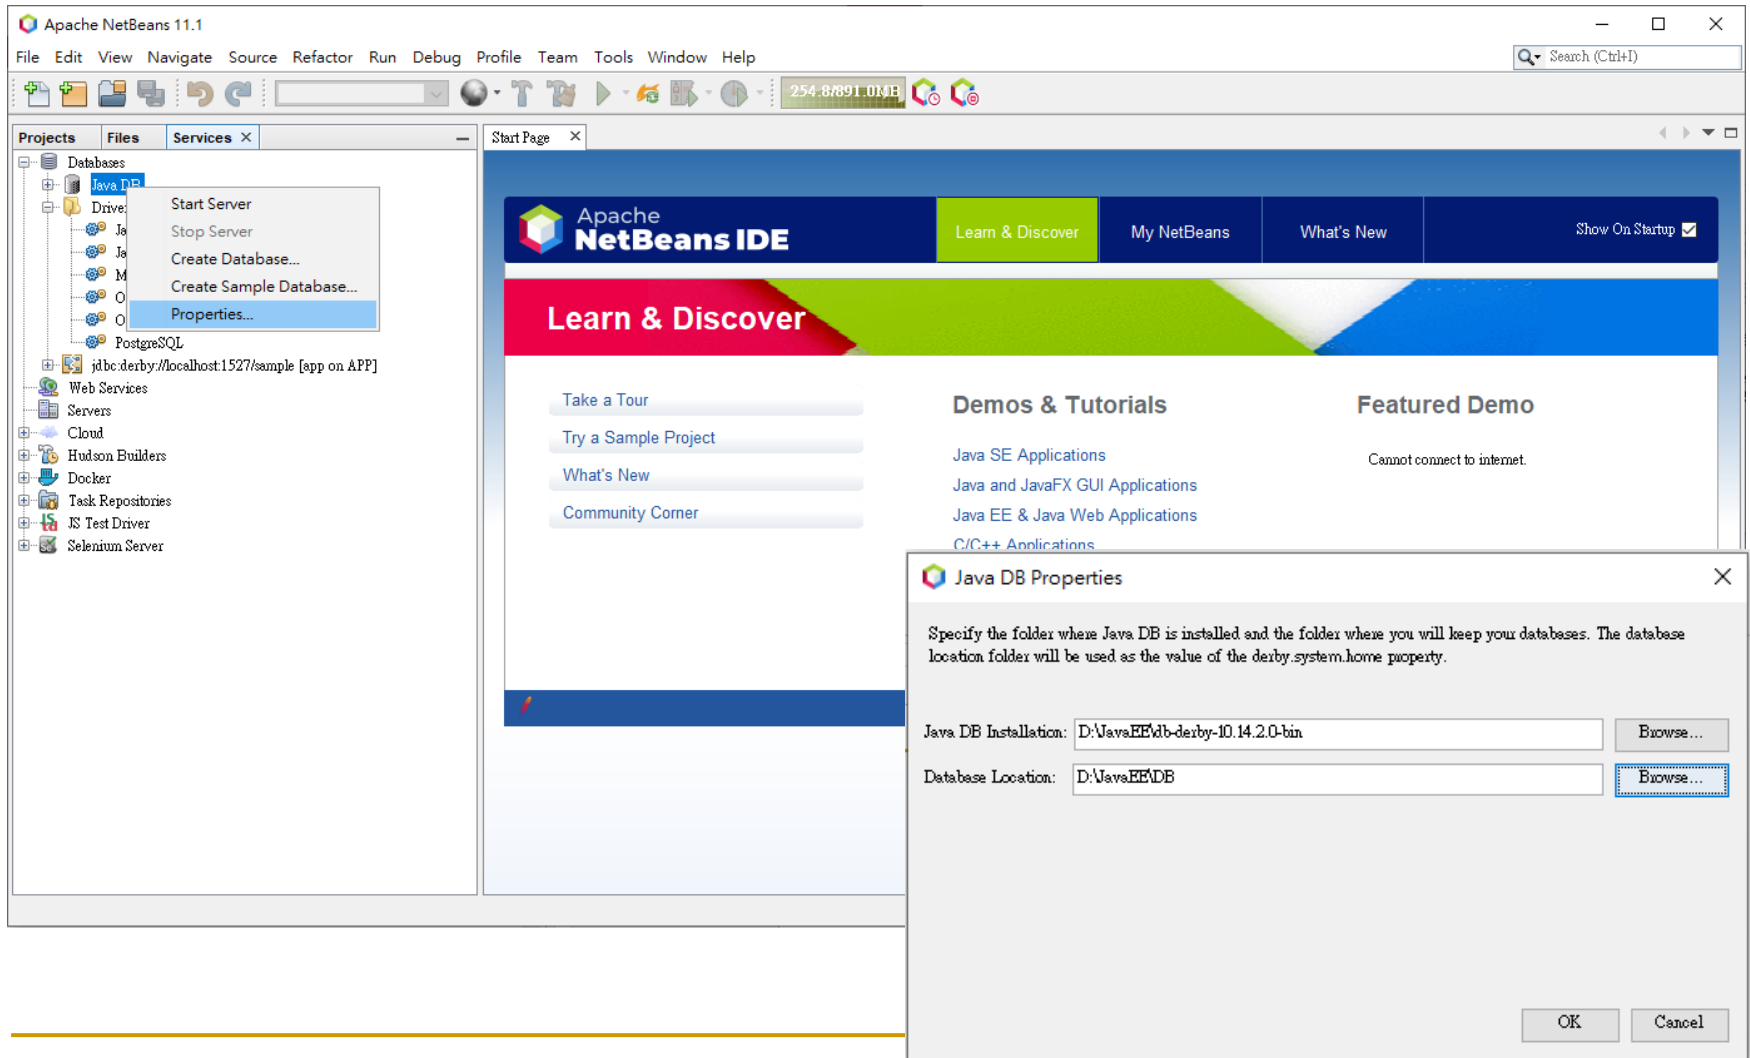 Apache NetBeans 11.1
File Edit View Navigate Source Refactor Run Debug Profile Team Tools Window Help
Search (Ctrl+I)
254.8/891.0MB
Projects Files Services
Start Page
Databases
Java DB
Start Server
Stop Server
Create Database...
Create Sample Database...
Properties...
PostgreSQL
jdbc:derby://localhost:1527/sample [app on APP]
Web Services
Servers
Cloud
Hudson Builders
Docker
Task Repositories
JS Test Driver
Selenium Server
Apache
NetBeans IDE
Learn & Discover
My NetBeans
What's New
Show On Startup
Learn & Discover
Take a Tour
Try a Sample Project
What's New
Community Corner
Demos & Tutorials
Java SE Applications
Java and JavaFX GUI Applications
Java EE & Java Web Applications
C/C++ Applications
Featured Demo
Cannot connect to internet.
Java DB Properties
Specify the folder where Java DB is installed and the folder where you will keep your databases. The database
location folder will be used as the value of the derby.system.home property.
Java DB Installation: D:\JavaEE\db-derby-10.14.2.0-bin Browse...
Database Location: D:\JavaEE\DB Browse...
OK Cancel